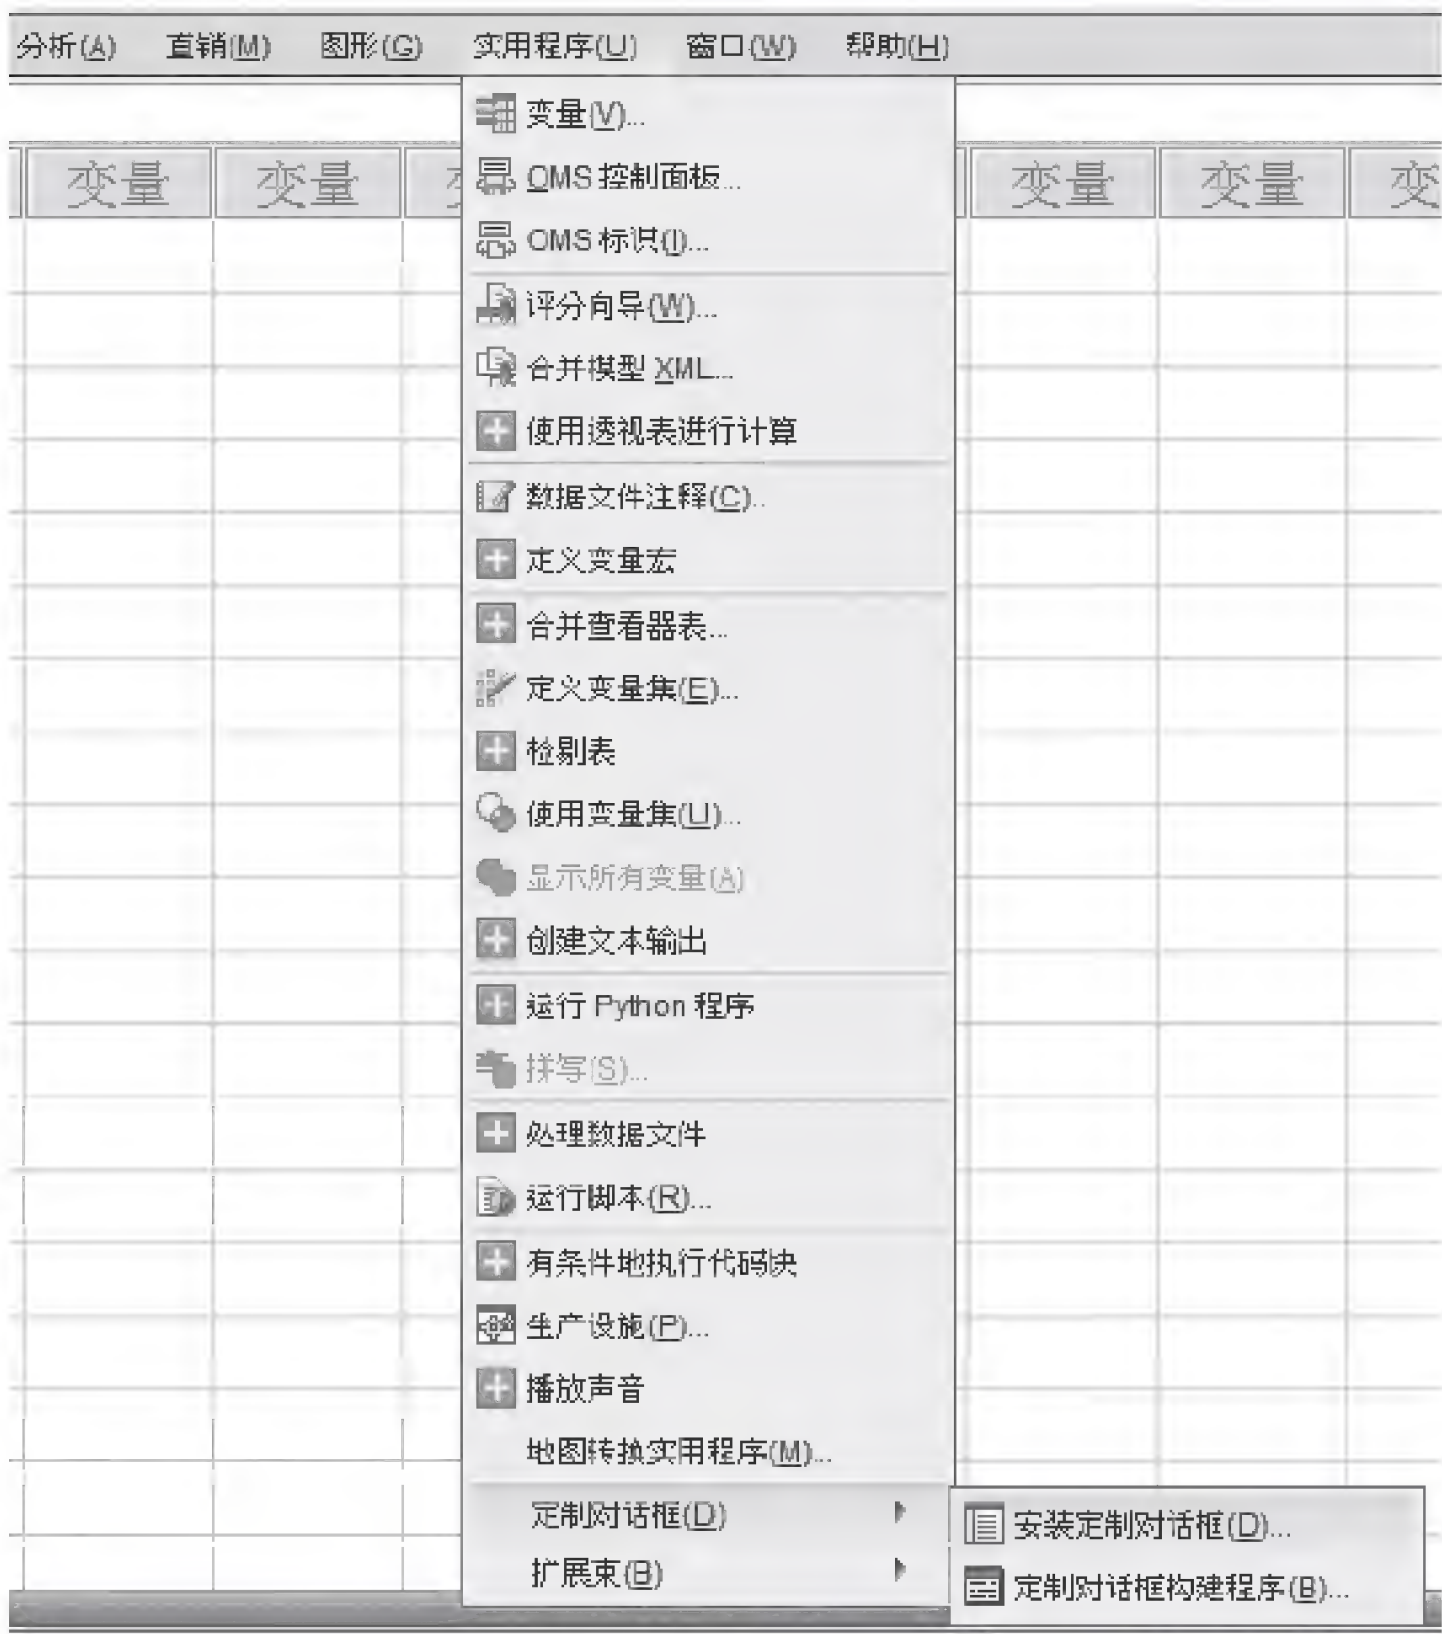 分析(A) 直销(M) 图形(G) 实用程序(U) 窗口(W) 帮助(H)
变量 变量 变量 变量
变量(V)...
OMS 控制面板...
OMS 标识(I)...
评分向导(W)...
合并模型 XML...
使用透视表进行计算
数据文件注释(C)...
定义变量宏
合并查看器表...
定义变量集(E)...
检剔表
使用变量集(U)...
显示所有变量(A)
创建文本输出
运行 Python 程序
拼写(S)...
处理数据文件
运行脚本(R)...
有条件地执行代码块
生产设施(P)...
播放声音
地图转换实用程序(M)...
定制对话框(D)
扩展束(B)
安装定制对话框(D)...
定制对话框构建程序(B)...